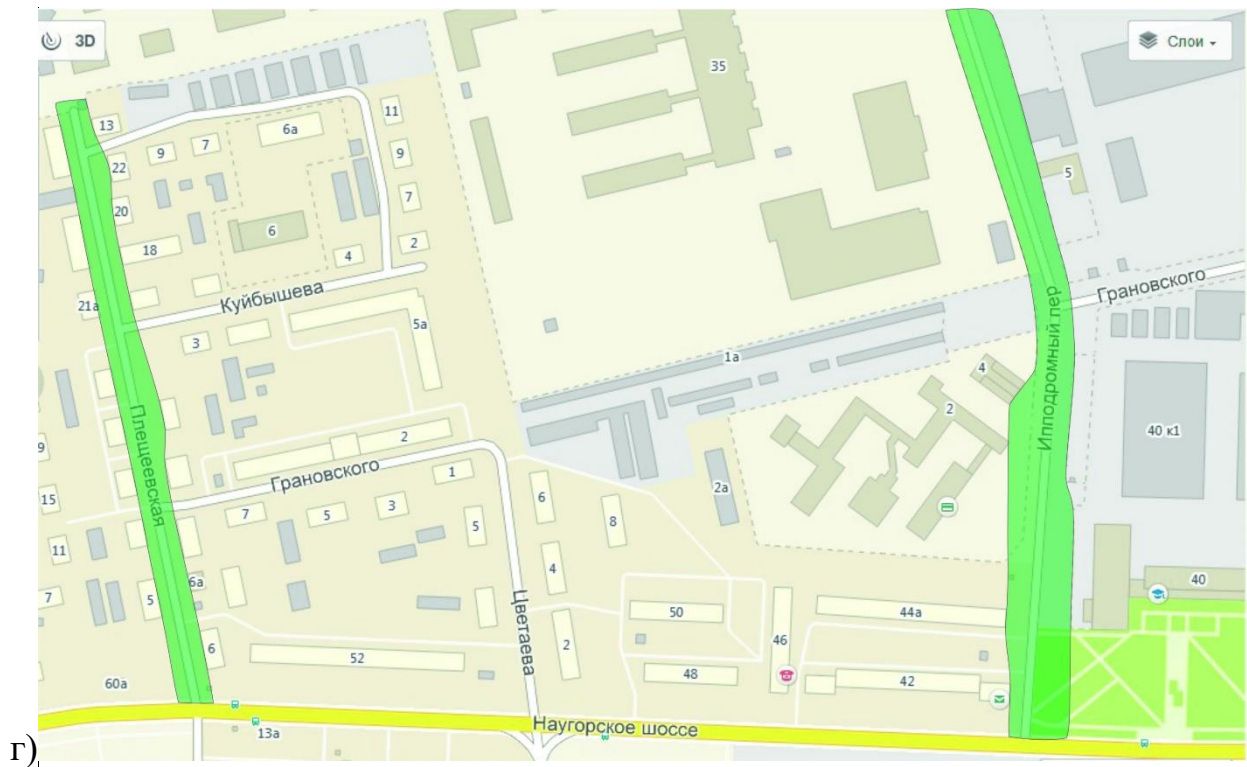 3D
Слои
35
13
11
6а
7
9
22
9
5
7
20
6
18
2
4
Грановского
Куйбышева
21а
5а
3
1а
4
Ипподромный пер
2
40 к1
Плещеевская
2
9
Грановского
1
2а
15
6
3
7
5
8
5
11
4
40
6а
7
5
Цветаева
50
44а
46
2
6
52
48
42
60а
Наугорское шоссе
13а
г)